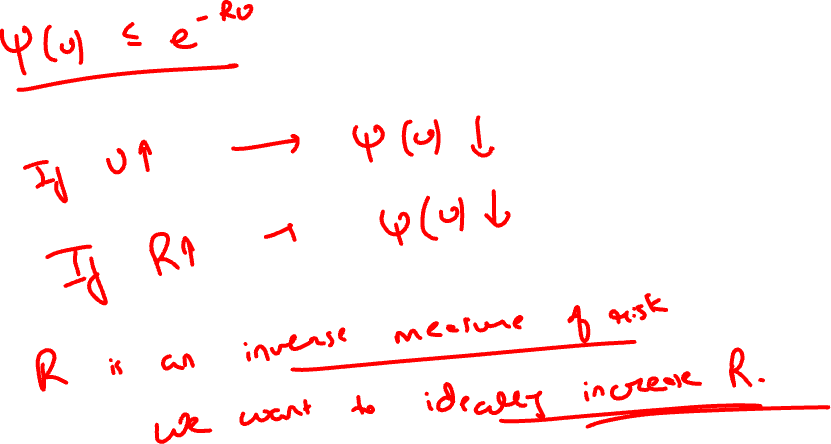 ψ(U) ≤ e^-RU
If U↑ → ψ(U) ↓
If R↑ → ψ(U) ↓
R is an inverse measure of risk
we want to ideally increase R.